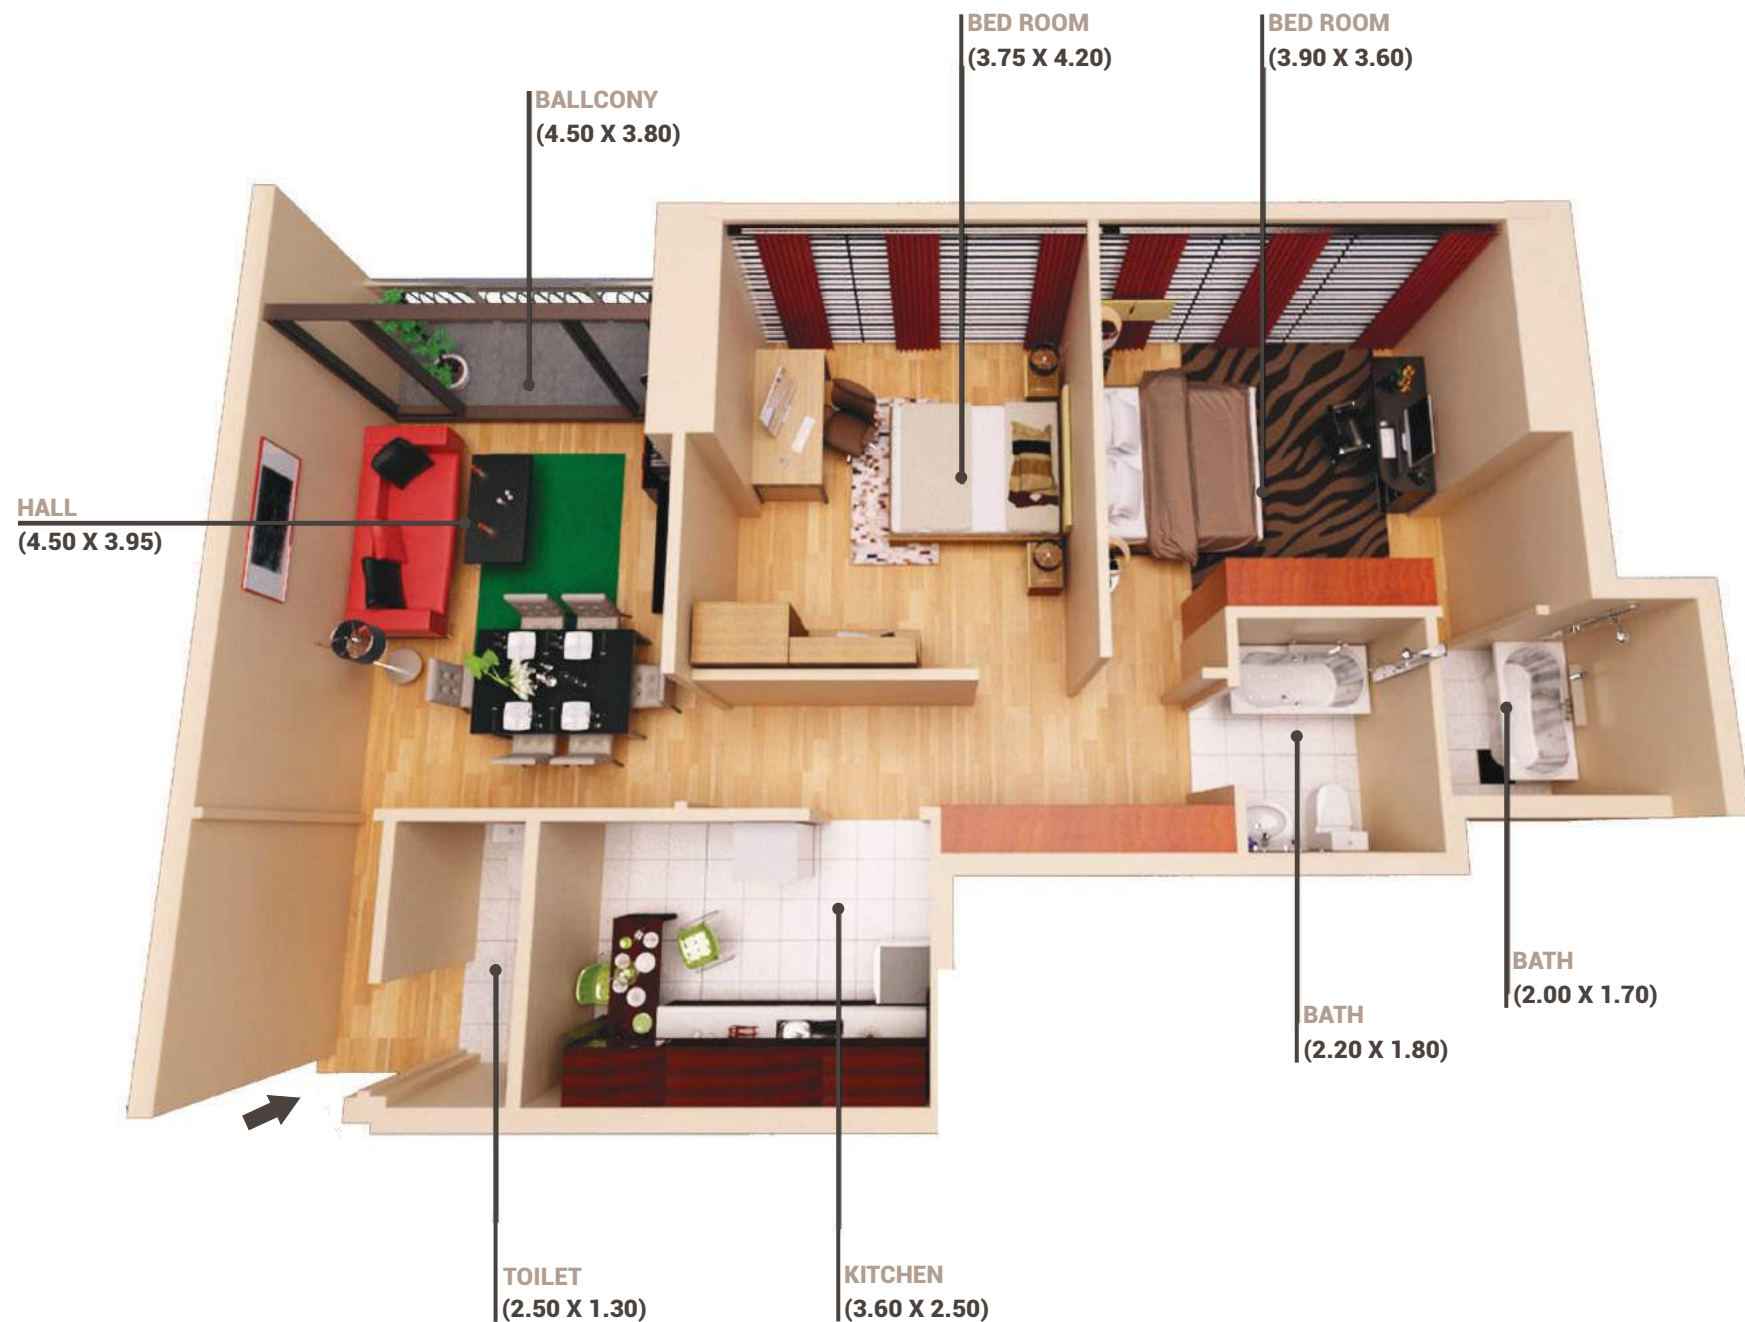 BED ROOM
(3.75 X 4.20)
BED ROOM
(3.90 X 3.60)
BALLCONY
(4.50 X 3.80)
HALL
(4.50 X 3.95)
BATH
(2.00 X 1.70)
BATH
(2.20 X 1.80)
TOILET
(2.50 X 1.30)
KITCHEN
(3.60 X 2.50)